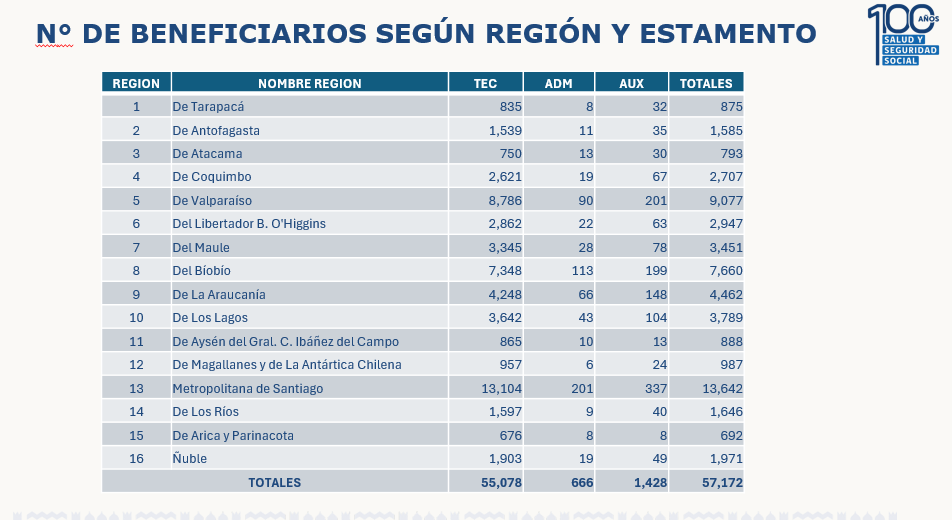 Nº DE BENEFICIARIOS SEGÚN REGIÓN Y ESTAMENTO
100 AÑOS
SALUD Y
SEGURIDAD
SOCIAL
REGION NOMBRE REGION TEC ADM AUX TOTALES
1 De Tarapacá 835 8 32 875
2 De Antofagasta 1,539 11 35 1,585
3 De Atacama 750 13 30 793
4 De Coquimbo 2,621 19 67 2,707
5 De Valparaíso 8,786 90 201 9,077
6 Del Libertador B. O'Higgins 2,862 22 63 2,947
7 Del Maule 3,345 28 78 3,451
8 Del Bíobío 7,348 113 199 7,660
9 De La Araucanía 4,248 66 148 4,462
10 De Los Lagos 3,642 43 104 3,789
11 De Aysén del Gral. C. Ibáñez del Campo 865 10 13 888
12 De Magallanes y de La Antártica Chilena 957 6 24 987
13 Metropolitana de Santiago 13,104 201 337 13,642
14 De Los Ríos 1,597 9 40 1,646
15 De Arica y Parinacota 676 8 8 692
16 Ñuble 1,903 19 49 1,971
TOTALES 55,078 666 1,428 57,172